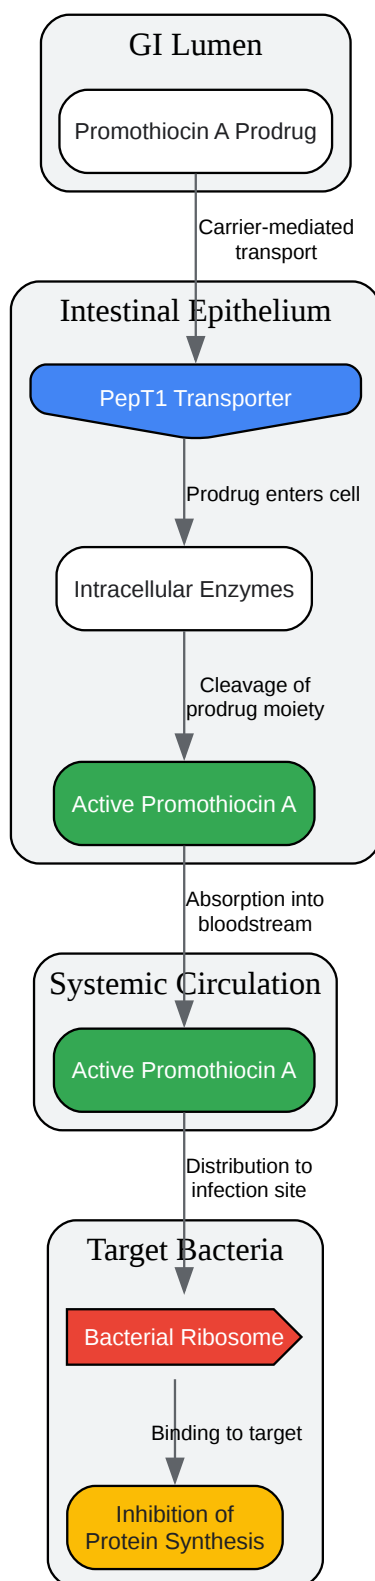 GI Lumen
Promothiocin A Prodrug
Carrier-mediated
transport
Intestinal Epithelium
PepT1 Transporter
Prodrug enters cell
Intracellular Enzymes
Cleavage of
prodrug moiety
Active Promothiocin A
Absorption into
bloodstream
Systemic Circulation
Active Promothiocin A
Distribution to
infection site
Target Bacteria
Bacterial Ribosome
Binding to target
Inhibition of
Protein Synthesis